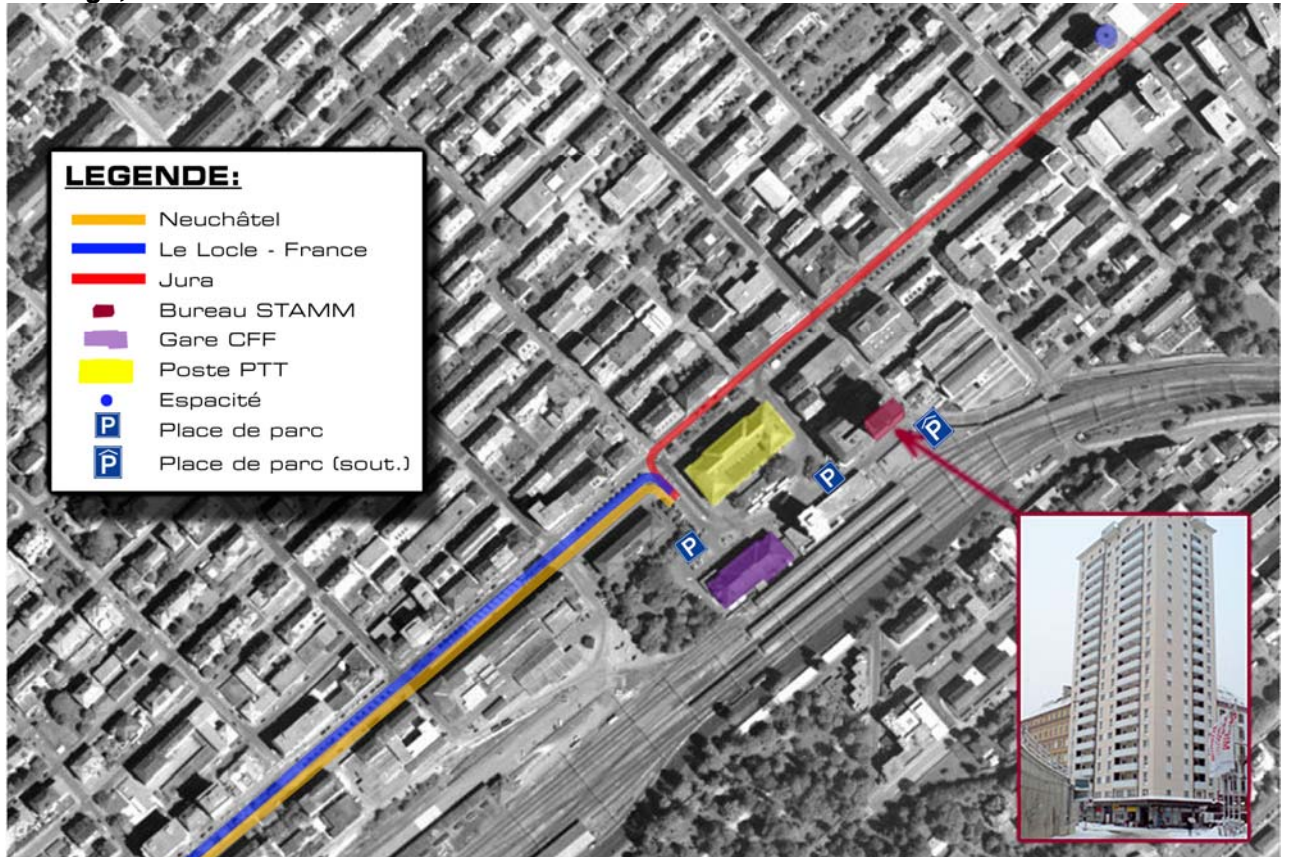 LEGENDE:
Neuchâtel
Le Locle - France
Jura
Bureau STAMM
Gare CFF
Poste PTT
Espacité
P Place de parc
P Place de parc (sout.)
P
P
P